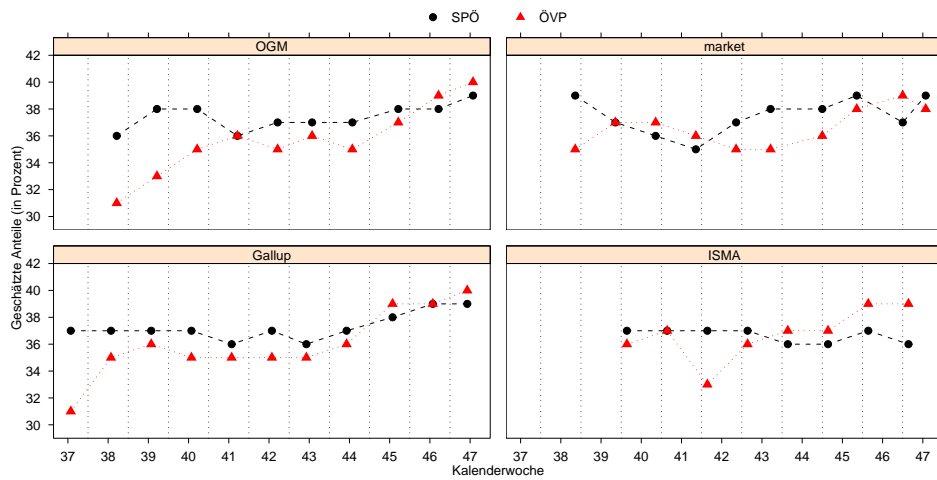 SPÖ ÖVP
OGM market
42
40
38
36
34
32
30
Gallup ISMA
42
40
38
36
34
32
30
37 38 39 40 41 42 43 44 45 46 47 37 38 39 40 41 42 43 44 45 46 47
Kalenderwoche
Geschätzte Anteile (in Prozent)